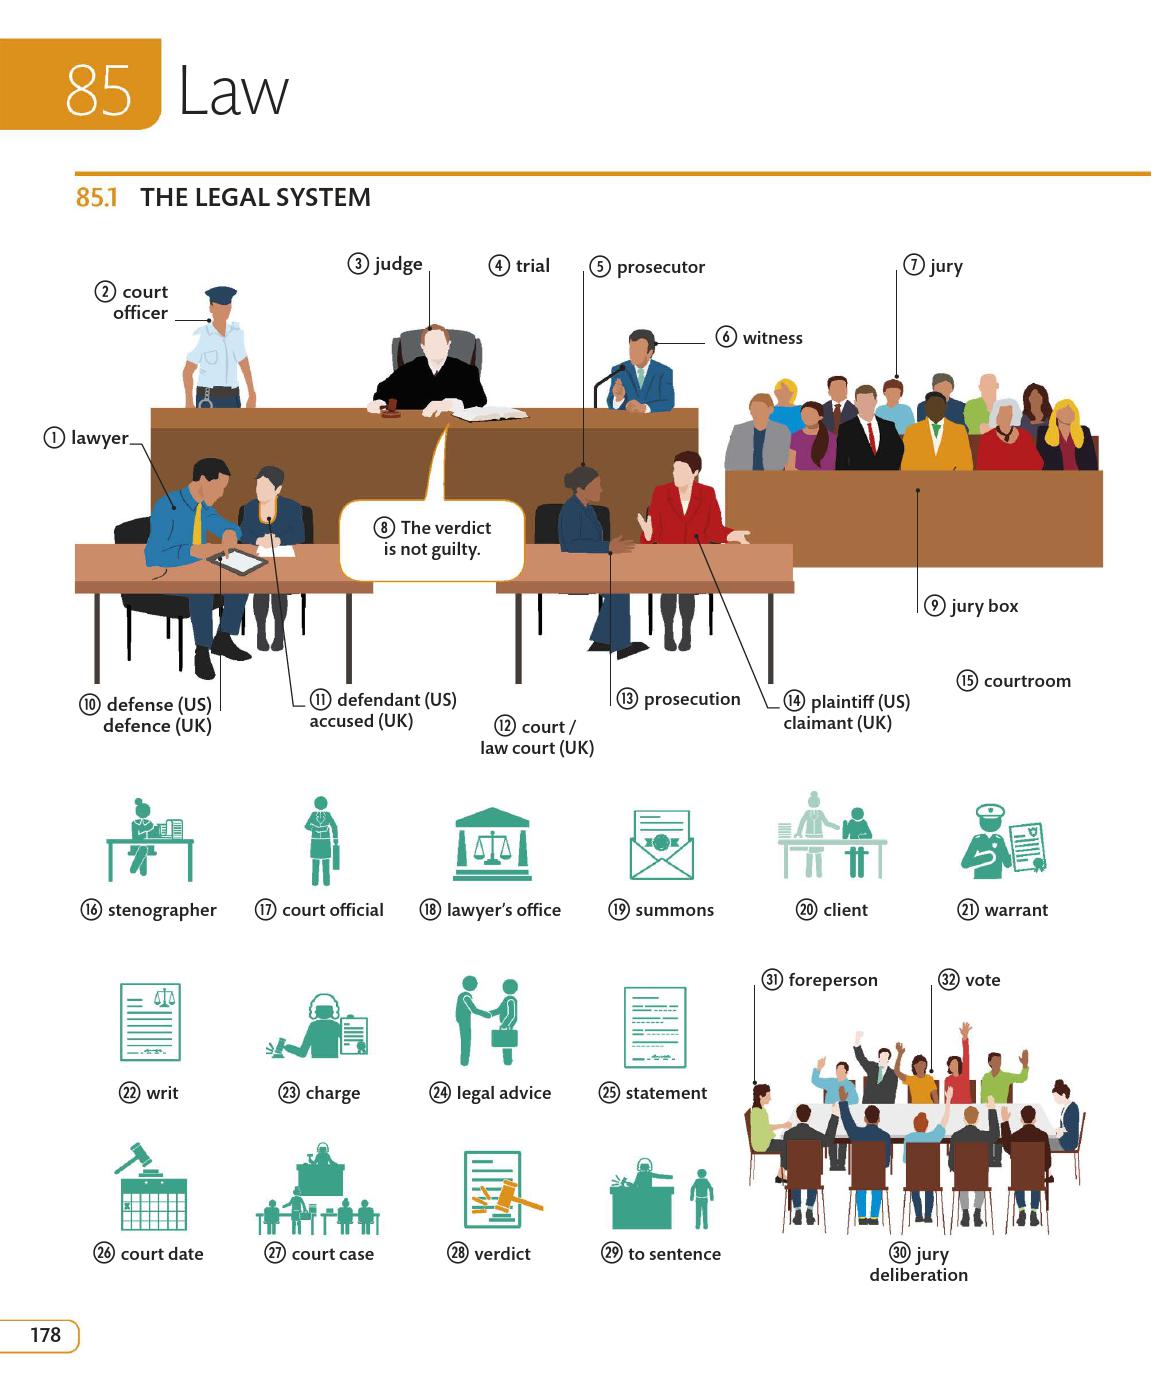 85 Law
85.1 THE LEGAL SYSTEM
③ judge
④ trial
⑤ prosecutor
⑦ jury
② court
officer
⑥ witness
① lawyer
⑧ The verdict
is not guilty.
⑨ jury box
⑮ courtroom
⑩ defense (US)
defence (UK)
⑪ defendant (US)
accused (UK)
⑫ court /
law court (UK)
⑬ prosecution
⑭ plaintiff (US)
claimant (UK)
⑯ stenographer
⑰ court official
⑱ lawyer's office
⑲ summons
⑳ client
㉑ warrant
㉒ writ
㉓ charge
㉔ legal advice
㉕ statement
㉛ foreperson
㉜ vote
㉖ court date
㉗ court case
㉘ verdict
㉙ to sentence
㉚ jury
deliberation
178